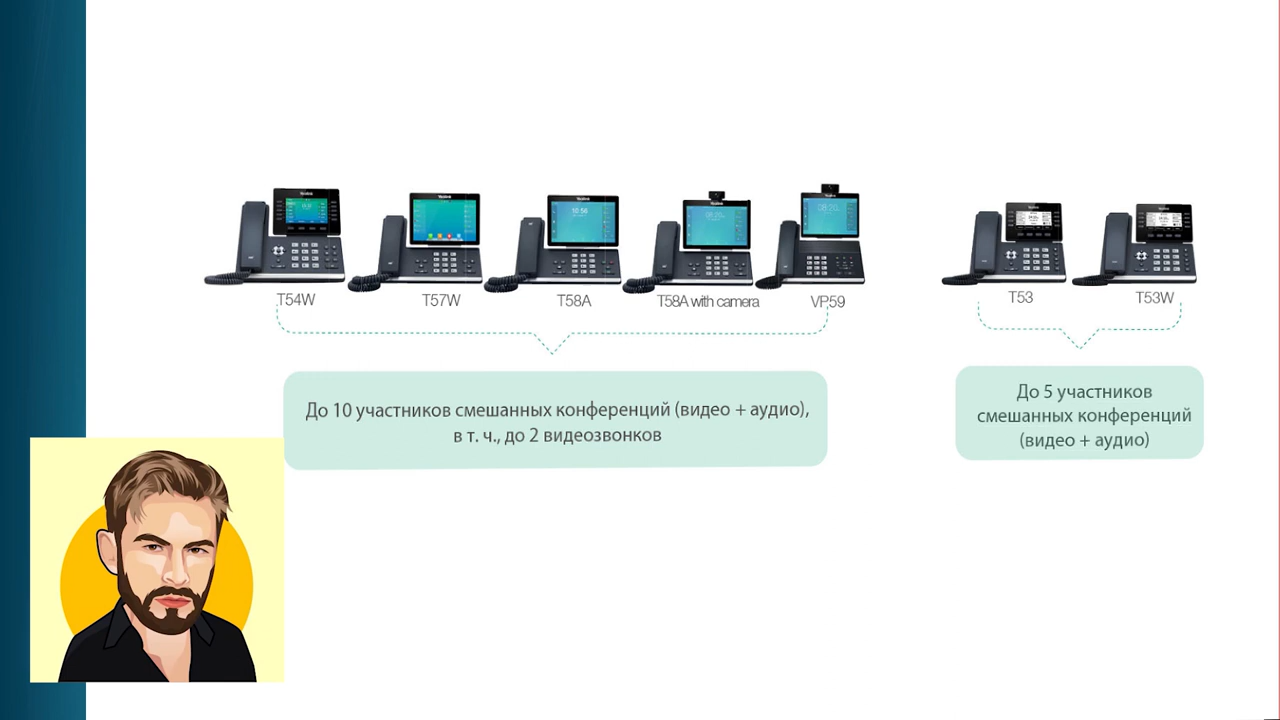 T54W
T57W
T58A
T58A with camera
VP59
T53
T53W
До 10 участников смешанных конференций (видео + аудио),
в т. ч., до 2 видеозвонков
До 5 участников
смешанных конференций
(видео + аудио)